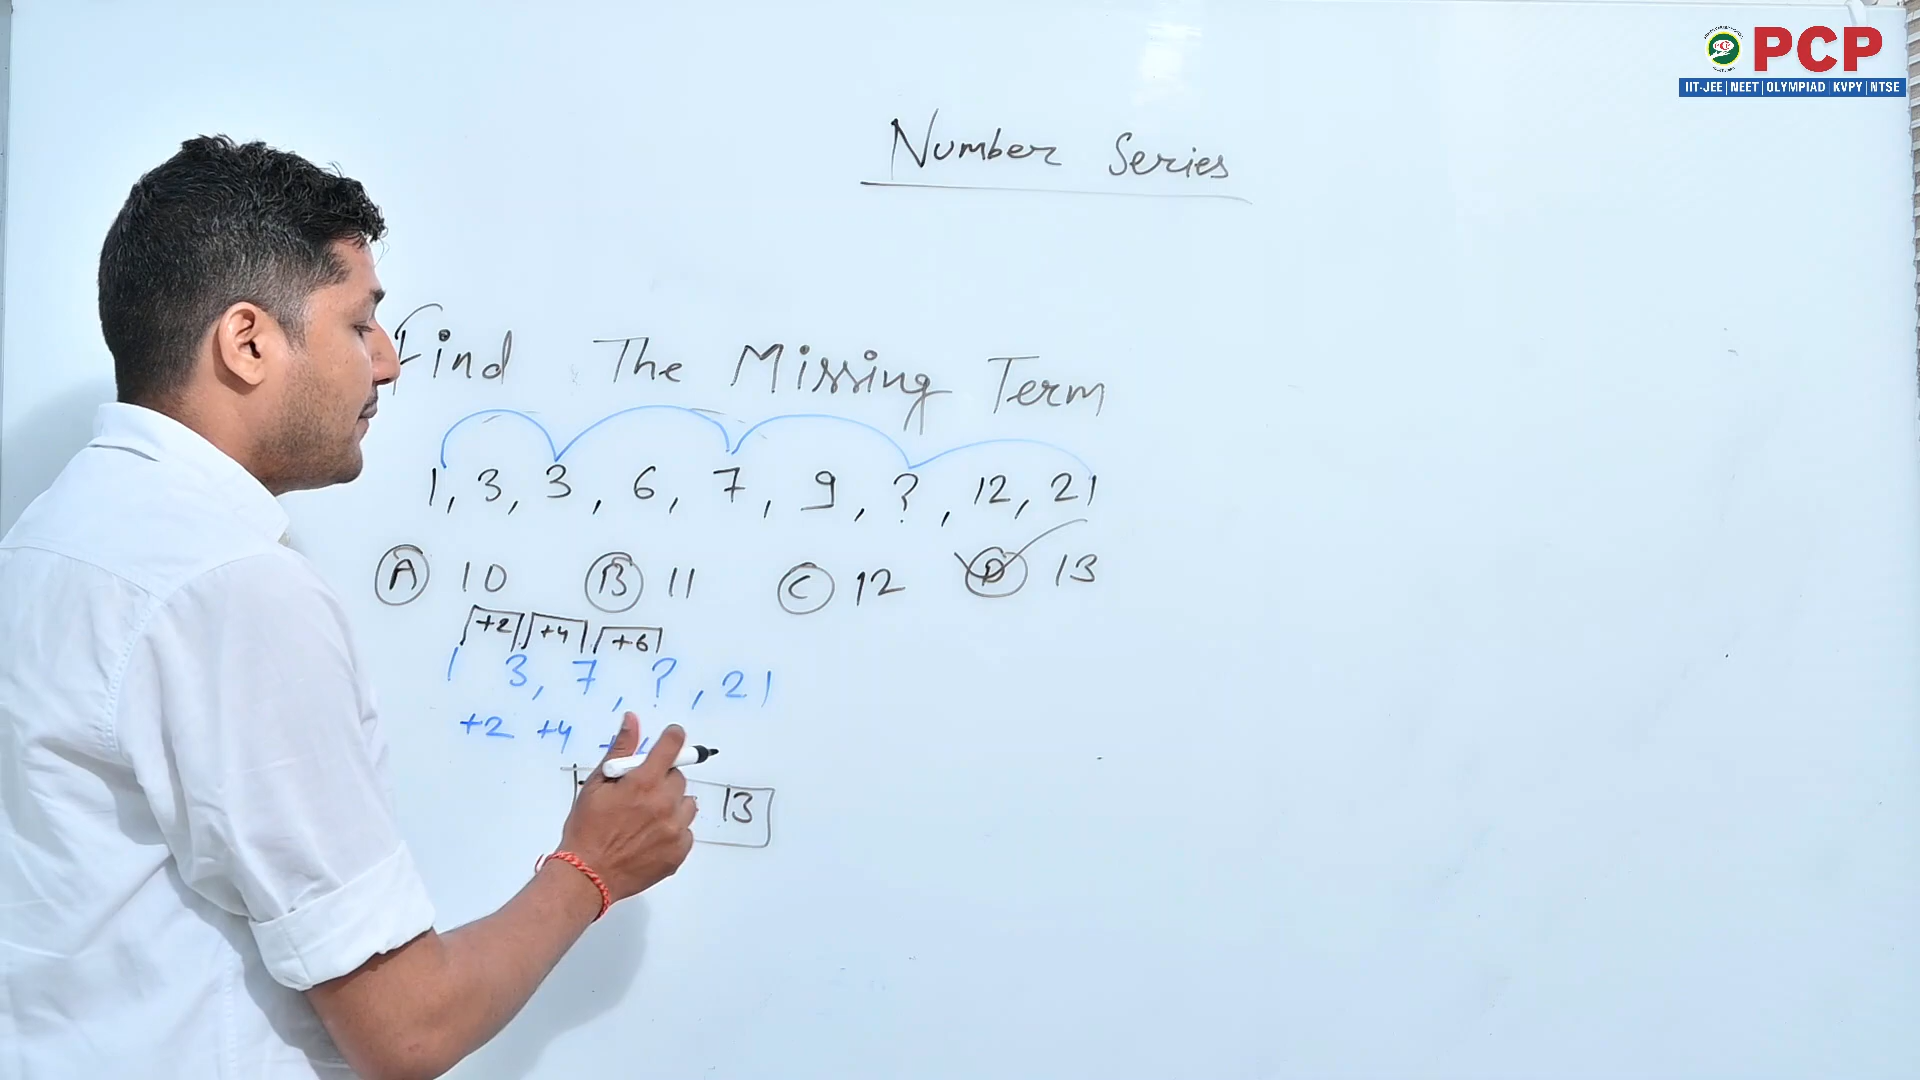 PCP
IIT-JEE | NEET | OLYMPIAD | KVPY | NTSE
Number Series
Find The Missing Term
1, 3, 3, 6, 7, 9, ?, 12, 21
A 10 B 11 C 12 D 13
+2 +4 +6
1 3, 7, ?, 21
+2 +4
13